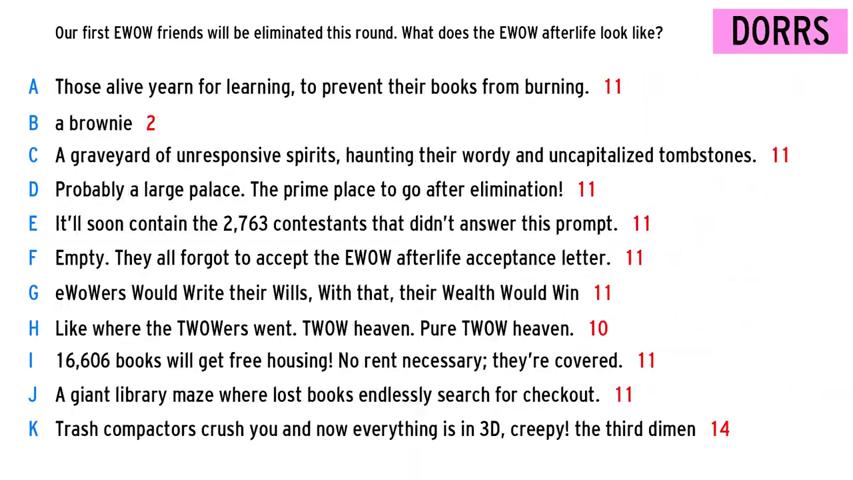 Our first EWOW friends will be eliminated this round. What does the EWOW afterlife look like?
DORRS
A Those alive yearn for learning, to prevent their books from burning. 11
B a brownie 2
C A graveyard of unresponsive spirits, haunting their wordy and uncapitalized tombstones. 11
D Probably a large palace. The prime place to go after elimination! 11
E It'll soon contain the 2,763 contestants that didn't answer this prompt. 11
F Empty. They all forgot to accept the EWOW afterlife acceptance letter. 11
G eWoWers Would Write their Wills, With that, their Wealth Would Win 11
H Like where the TWOWers went. TWOW heaven. Pure TWOW heaven. 10
I 16,606 books will get free housing! No rent necessary; they're covered. 11
J A giant library maze where lost books endlessly search for checkout. 11
K Trash compactors crush you and now everything is in 3D, creepy! the third dimen 14